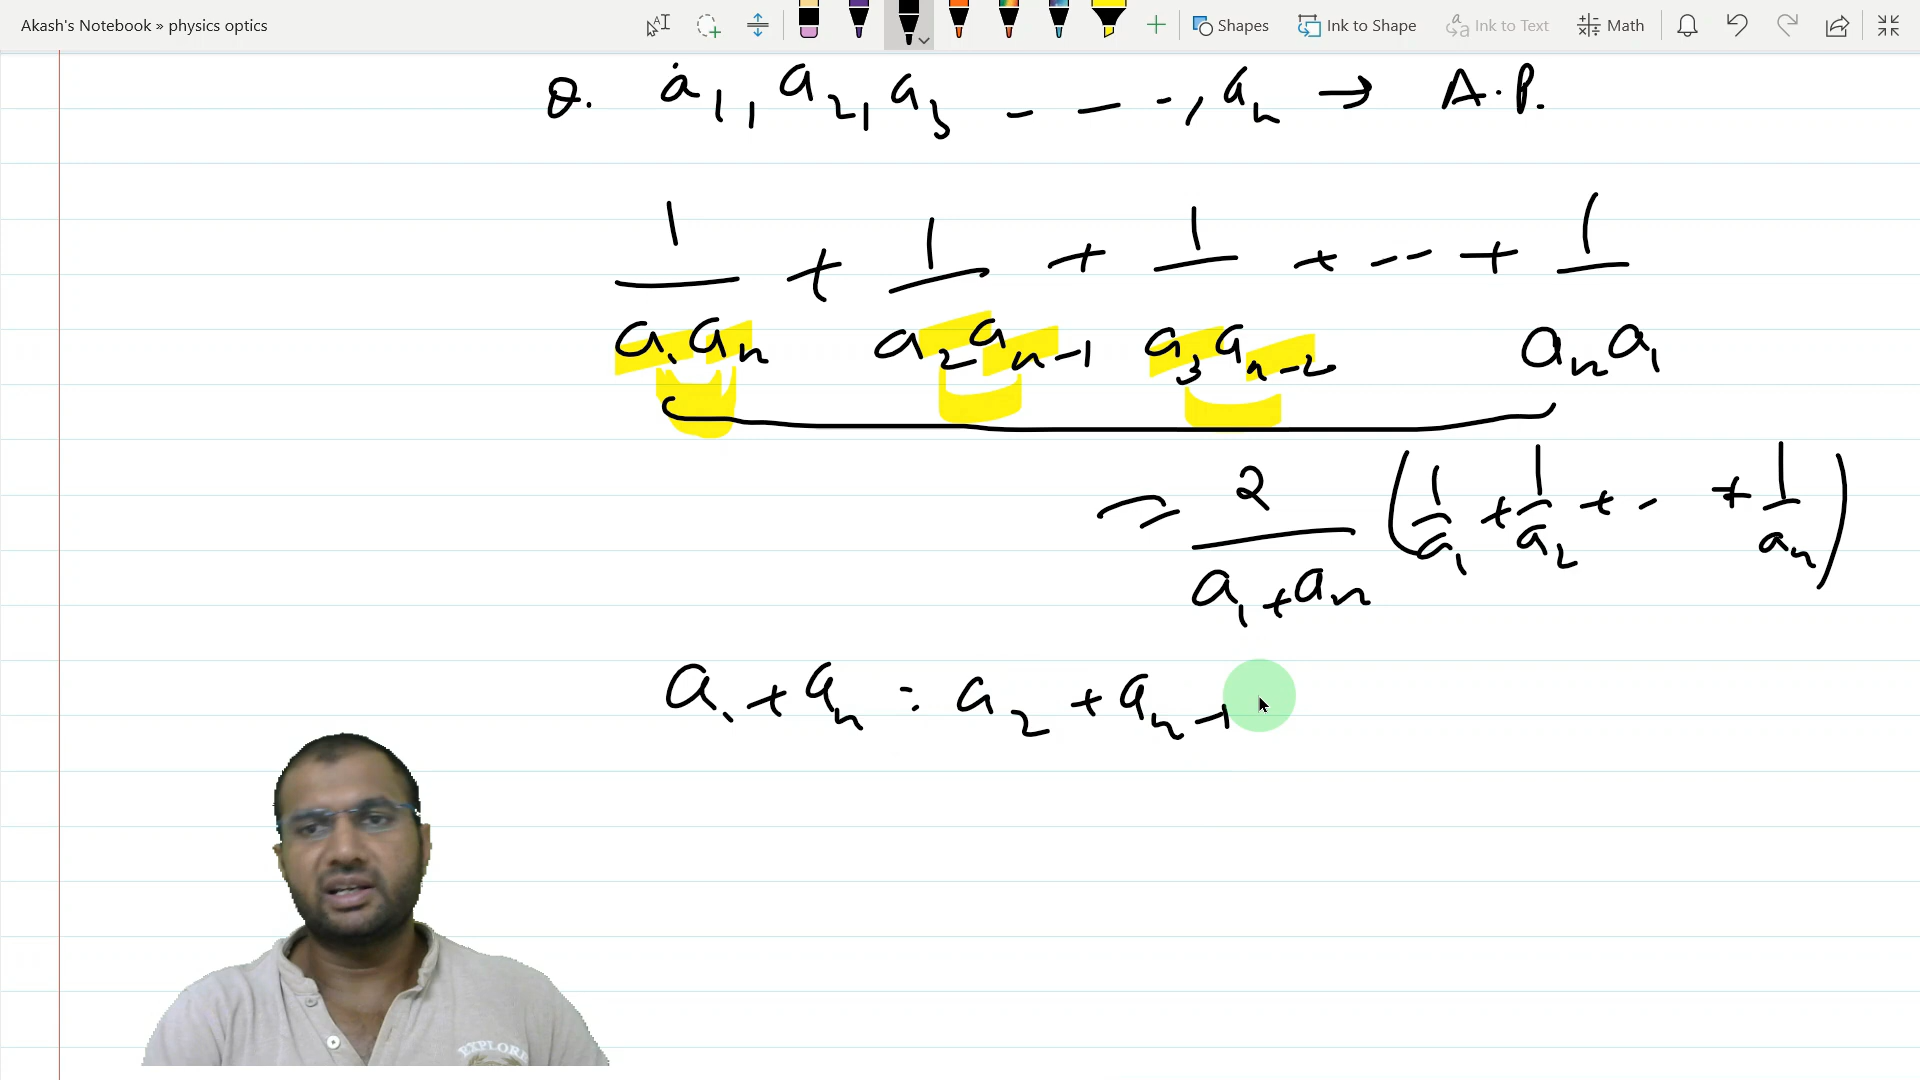 Akash's Notebook » physics optics
Shapes Ink to Shape Ink to Text Math
Q. a₁, a₂, a₃ - - -, aₙ → A.P.
1/(a₁aₙ) + 1/(a₂aₙ₋₁) + 1/(a₃aₙ₋₂) + -- + 1/(aₙa₁)
= 2/(a₁+aₙ) (1/a₁ + 1/a₂ + - + 1/aₙ)
a₁ + aₙ = a₂ + aₙ₋₁
EXPLOR